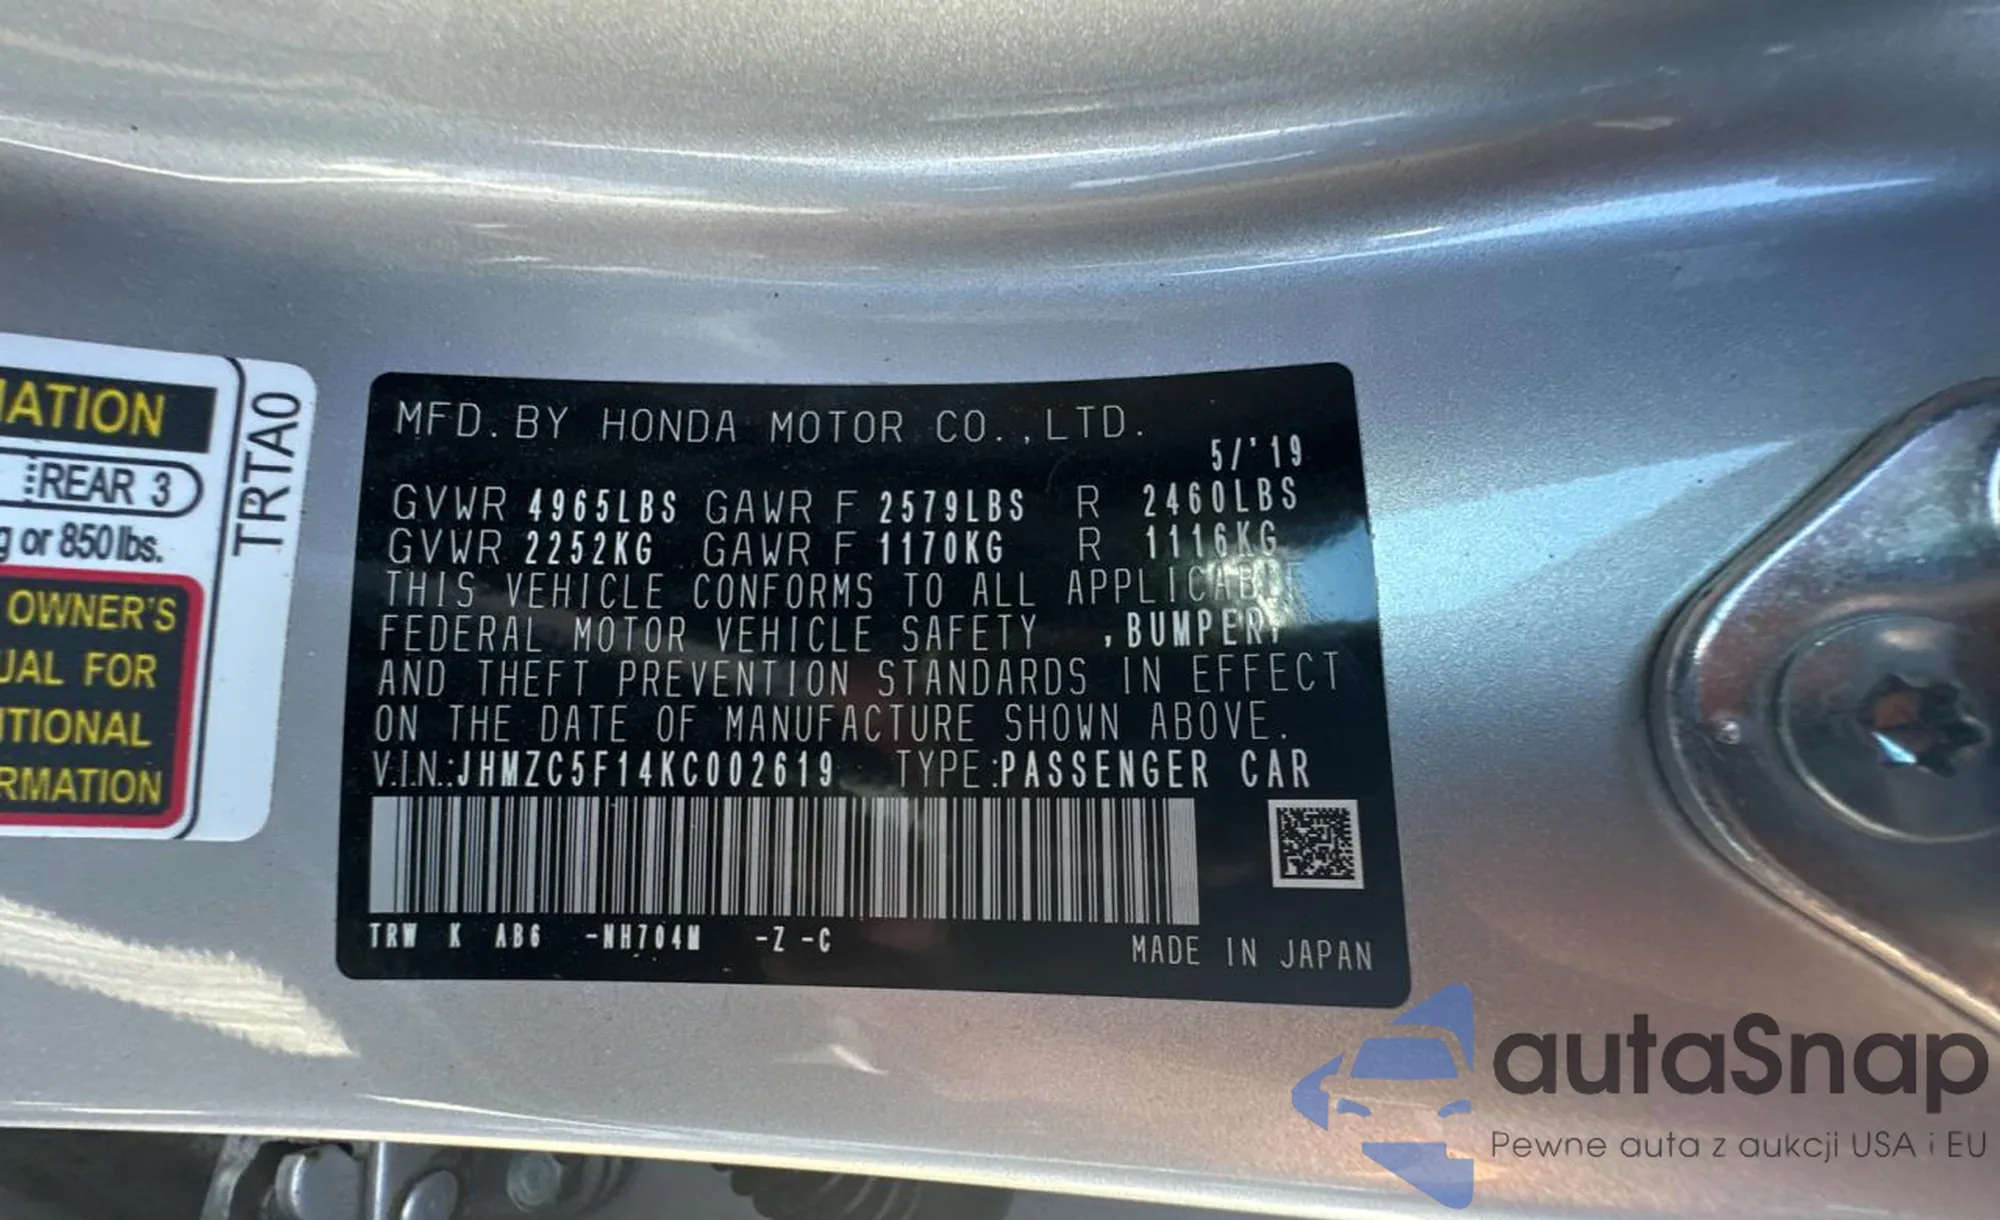 MATION
REAR 3
g or 850 lbs.
OWNER'S
UAL FOR
ITIONAL
RMATION
TRTA0
MFD. BY HONDA MOTOR CO., LTD.
5/'19
GVWR 4965LBS GAWR F 2579LBS R 2460LBS
GVWR 2252KG GAWR F 1170KG R 1116KG
THIS VEHICLE CONFORMS TO ALL APPLICABLE
FEDERAL MOTOR VEHICLE SAFETY ,BUMPER,
AND THEFT PREVENTION STANDARDS IN EFFECT
ON THE DATE OF MANUFACTURE SHOWN ABOVE.
V.I.N.:JHMZC5F14KC002619 TYPE:PASSENGER CAR
TRW K AB6 -NH704M -Z -C
MADE IN JAPAN
autaSnap
Pewne auta z aukcji USA i EU